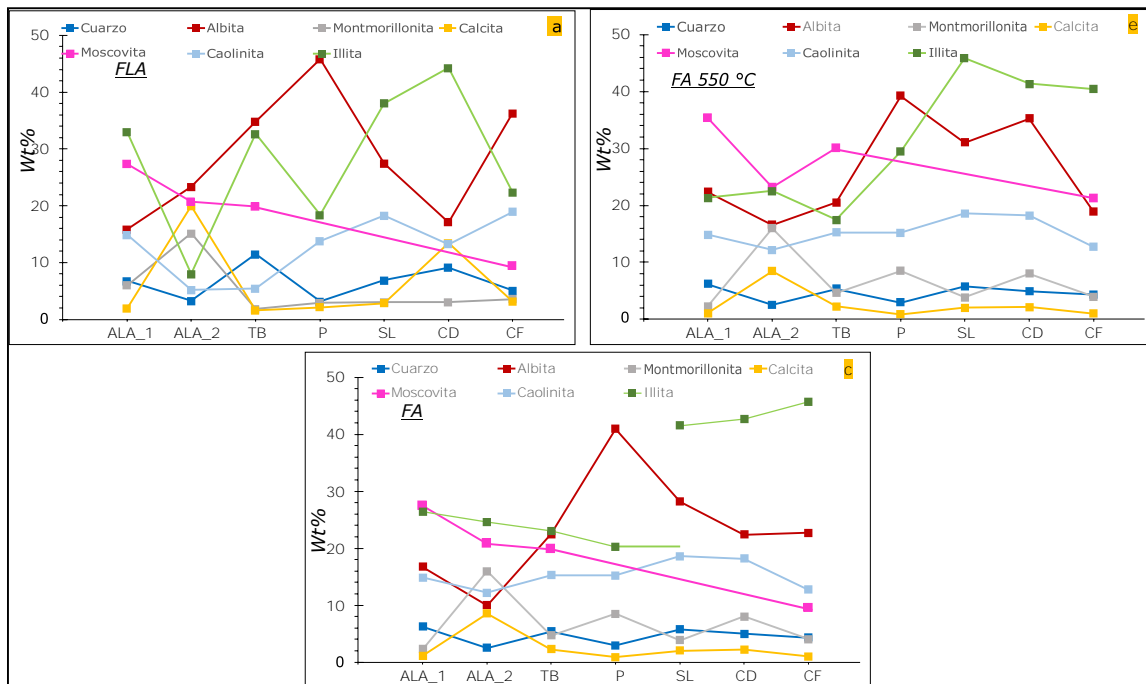 Cuarzo Albita Montmorillonita Calcita a
Moscovita Caolinita Illita
FLA
Wt%
50
40
30
20
10
0
ALA_1 ALA_2 TB P SL CD CF
Cuarzo Albita Montmorillonita Calcita e
Moscovita Caolinita Illita
FA 550 °C
Wt%
50
40
30
20
10
0
ALA_1 ALA_2 TB P SL CD CF
Cuarzo Albita Montmorillonita Calcita c
Moscovita Caolinita Illita
FA
Wt%
50
40
30
20
10
0
ALA_1 ALA_2 TB P SL CD CF